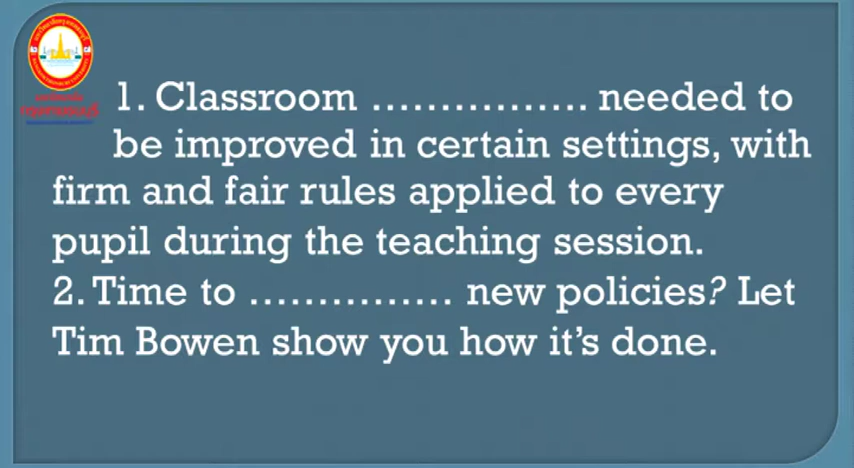 1. Classroom ................ needed to
be improved in certain settings, with
firm and fair rules applied to every
pupil during the teaching session.
2. Time to ............... new policies? Let
Tim Bowen show you how it’s done.